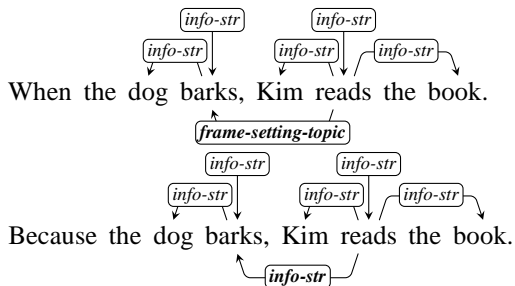 info-str info-str
info-str info-str info-str
When the dog barks, Kim reads the book.
frame-setting-topic
info-str info-str
info-str info-str info-str
Because the dog barks, Kim reads the book.
info-str